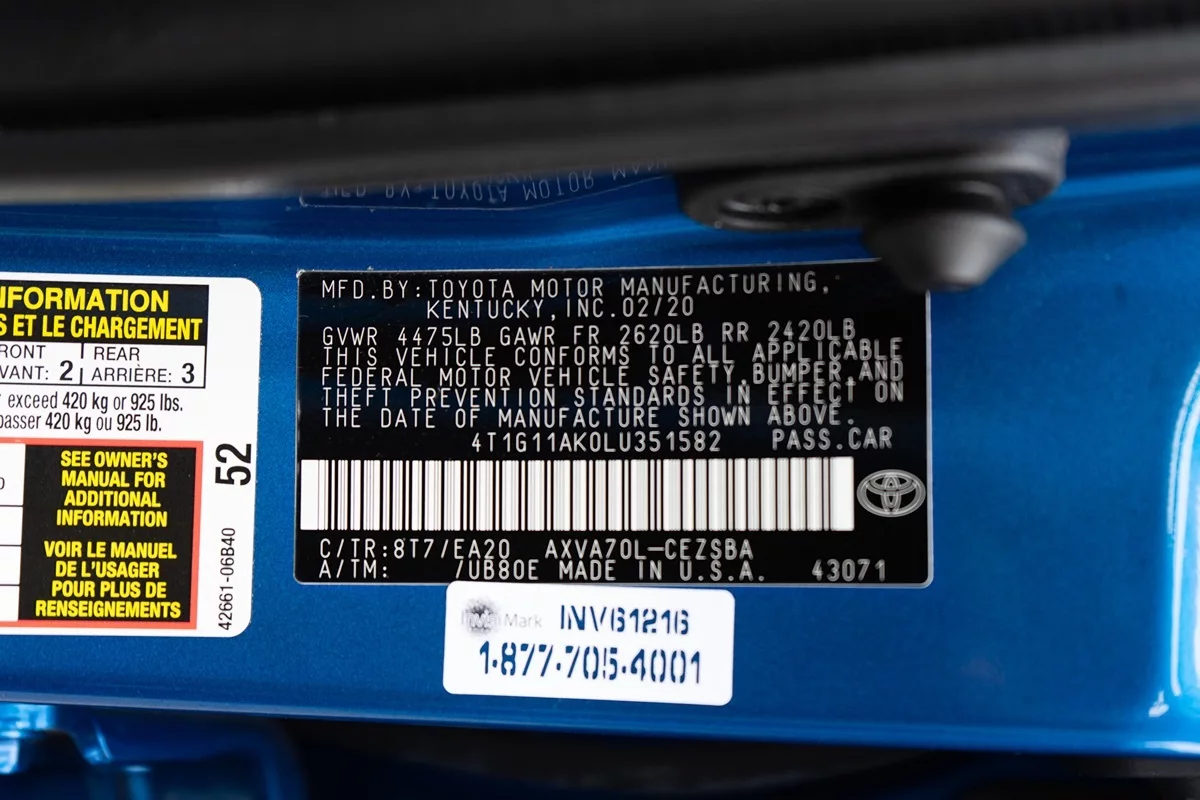 NFORMATION
S ET LE CHARGEMENT
RONT REAR
VANT: 2 ARRIÈRE: 3
exceed 420 kg or 925 lbs.
passer 420 kg ou 925 lb.
SEE OWNER'S
MANUAL FOR
ADDITIONAL
INFORMATION
VOIR LE MANUEL
DE L'USAGER
POUR PLUS DE
RENSEIGNEMENTS
52
42661-06B40
MFD.BY:TOYOTA MOTOR MANUFACTURING,
KENTUCKY,INC.02/20
GVWR 4475LB GAWR FR 2620LB RR 2420LB
THIS VEHICLE CONFORMS TO ALL APPLICABLE
FEDERAL MOTOR VEHICLE SAFETY,BUMPER,AND
THEFT PREVENTION STANDARDS IN EFFECT ON
THE DATE OF MANUFACTURE SHOWN ABOVE.
4T1G11AK0LU351582 PASS.CAR
C/TR:8T7/EA20 AXVA70L-CEZSBA
A/TM: /UB80E MADE IN U.S.A. 43071
Mark INV61216
1-877-705-4001